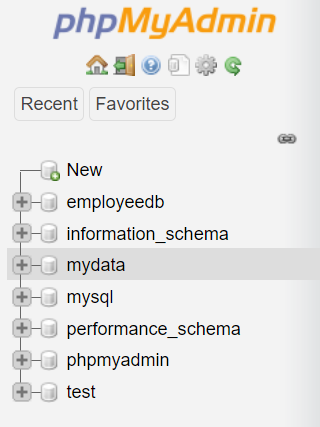 phpMyAdmin
Recent Favorites
New
employeedb
information_schema
mydata
mysql
performance_schema
phpmyadmin
test